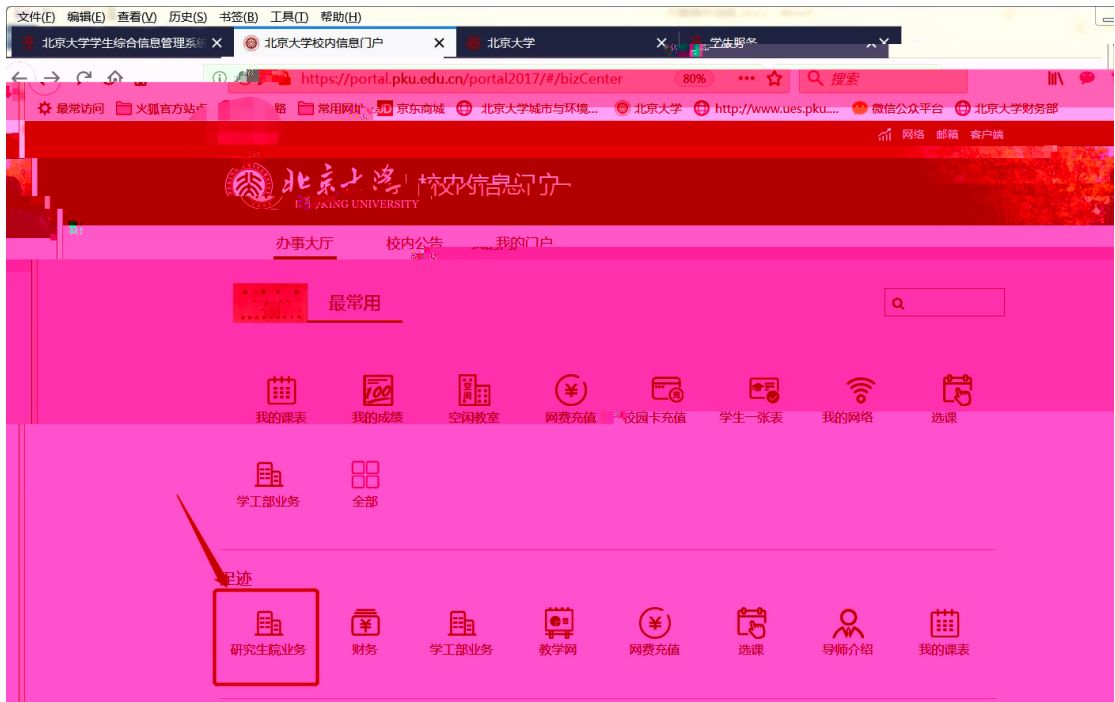 文件(F) 编辑(E) 查看(V) 历史(S) 书签(B) 工具(T) 帮助(H)
北京大学学生综合信息管理系统 北京大学校内信息门户 北京大学
https://portal.pku.edu.cn/portal2017/#/bizCenter 80% 搜索
最常访问 火狐官方站点 常用网址 JD 京东商城 北京大学城市与环境... 北京大学 http://www.ues.pku.... 微信公众平台 北京大学财务部
网络 邮箱 客户端
北京大学 校内信息门户
PEKING UNIVERSITY
办事大厅 校内公告 我的门户
最常用
我的课表 我的成绩 空闲教室 网费充值 校园卡充值 学生一张表 我的网络 选课
学工部业务 全部
足迹
研究生院业务 财务 学工部业务 教学网 网费充值 选课 导师介绍 我的课表